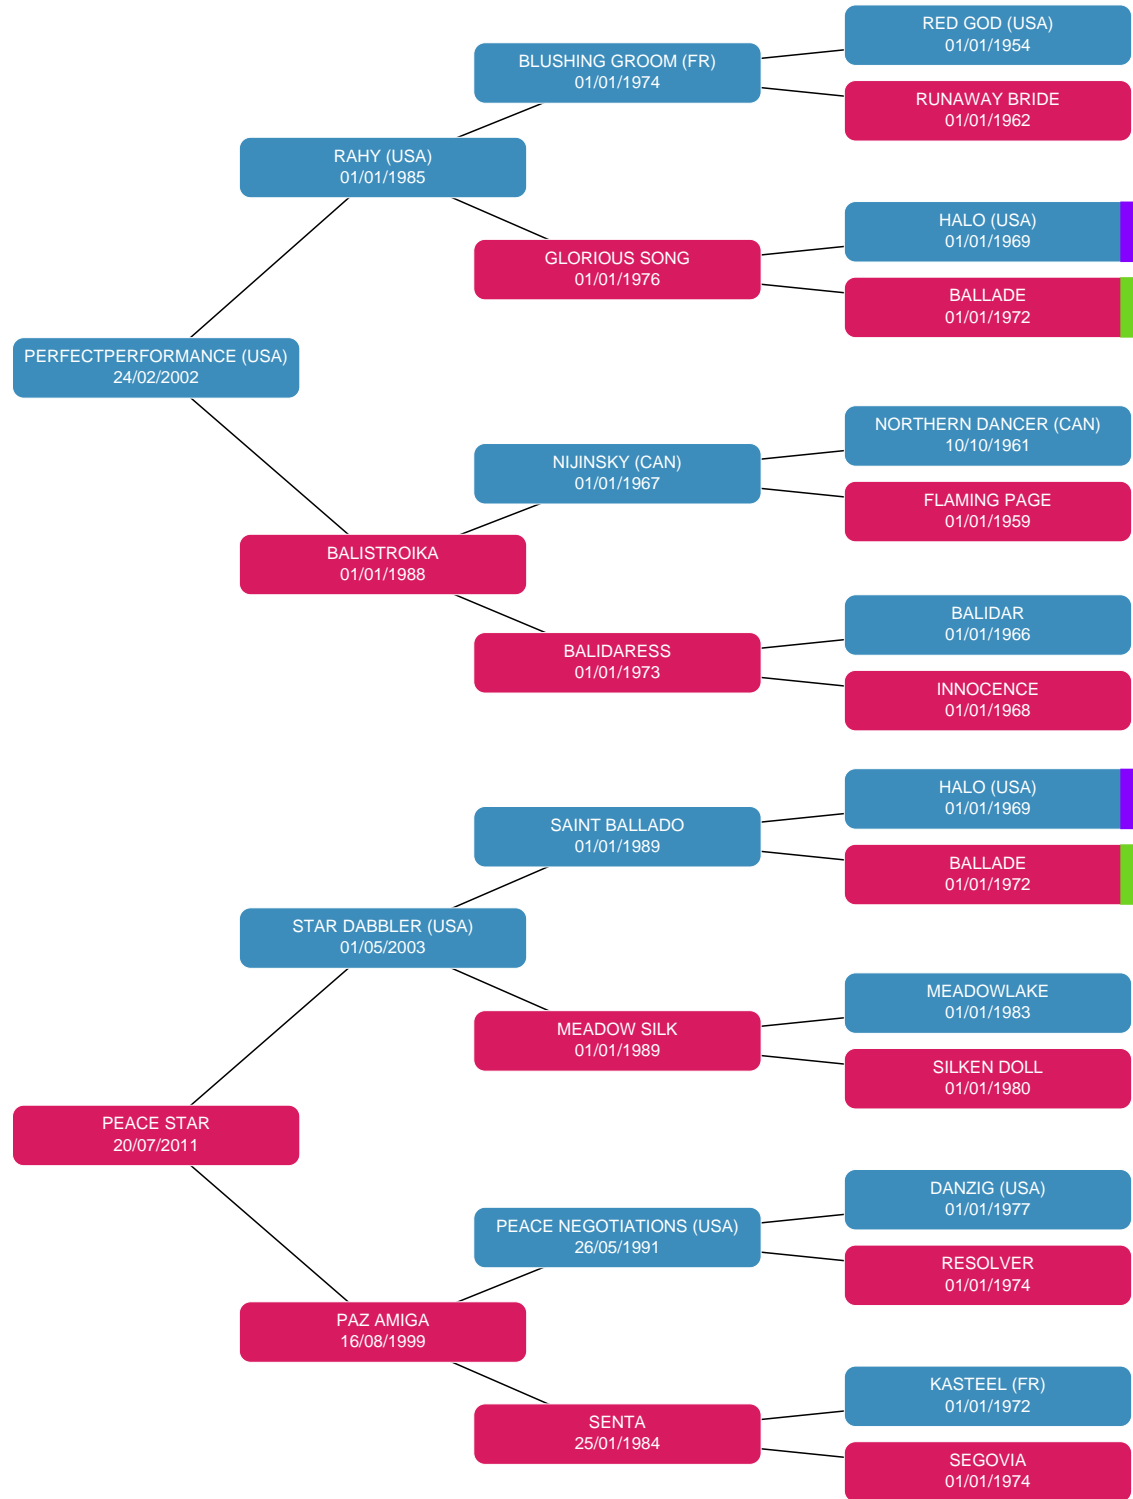 RED GOD (USA)
01/01/1954
BLUSHING GROOM (FR)
01/01/1974
RUNAWAY BRIDE
01/01/1962
RAHY (USA)
01/01/1985
HALO (USA)
01/01/1969
GLORIOUS SONG
01/01/1976
BALLADE
01/01/1972
PERFECTPERFORMANCE (USA)
24/02/2002
NORTHERN DANCER (CAN)
10/10/1961
NIJINSKY (CAN)
01/01/1967
FLAMING PAGE
01/01/1959
BALISTROIKA
01/01/1988
BALIDAR
01/01/1966
BALIDARESS
01/01/1973
INNOCENCE
01/01/1968
HALO (USA)
01/01/1969
SAINT BALLADO
01/01/1989
BALLADE
01/01/1972
STAR DABBLER (USA)
01/05/2003
MEADOWLAKE
01/01/1983
MEADOW SILK
01/01/1989
SILKEN DOLL
01/01/1980
PEACE STAR
20/07/2011
DANZIG (USA)
01/01/1977
PEACE NEGOTIATIONS (USA)
26/05/1991
RESOLVER
01/01/1974
PAZ AMIGA
16/08/1999
KASTEEL (FR)
01/01/1972
SENTA
25/01/1984
SEGOVIA
01/01/1974